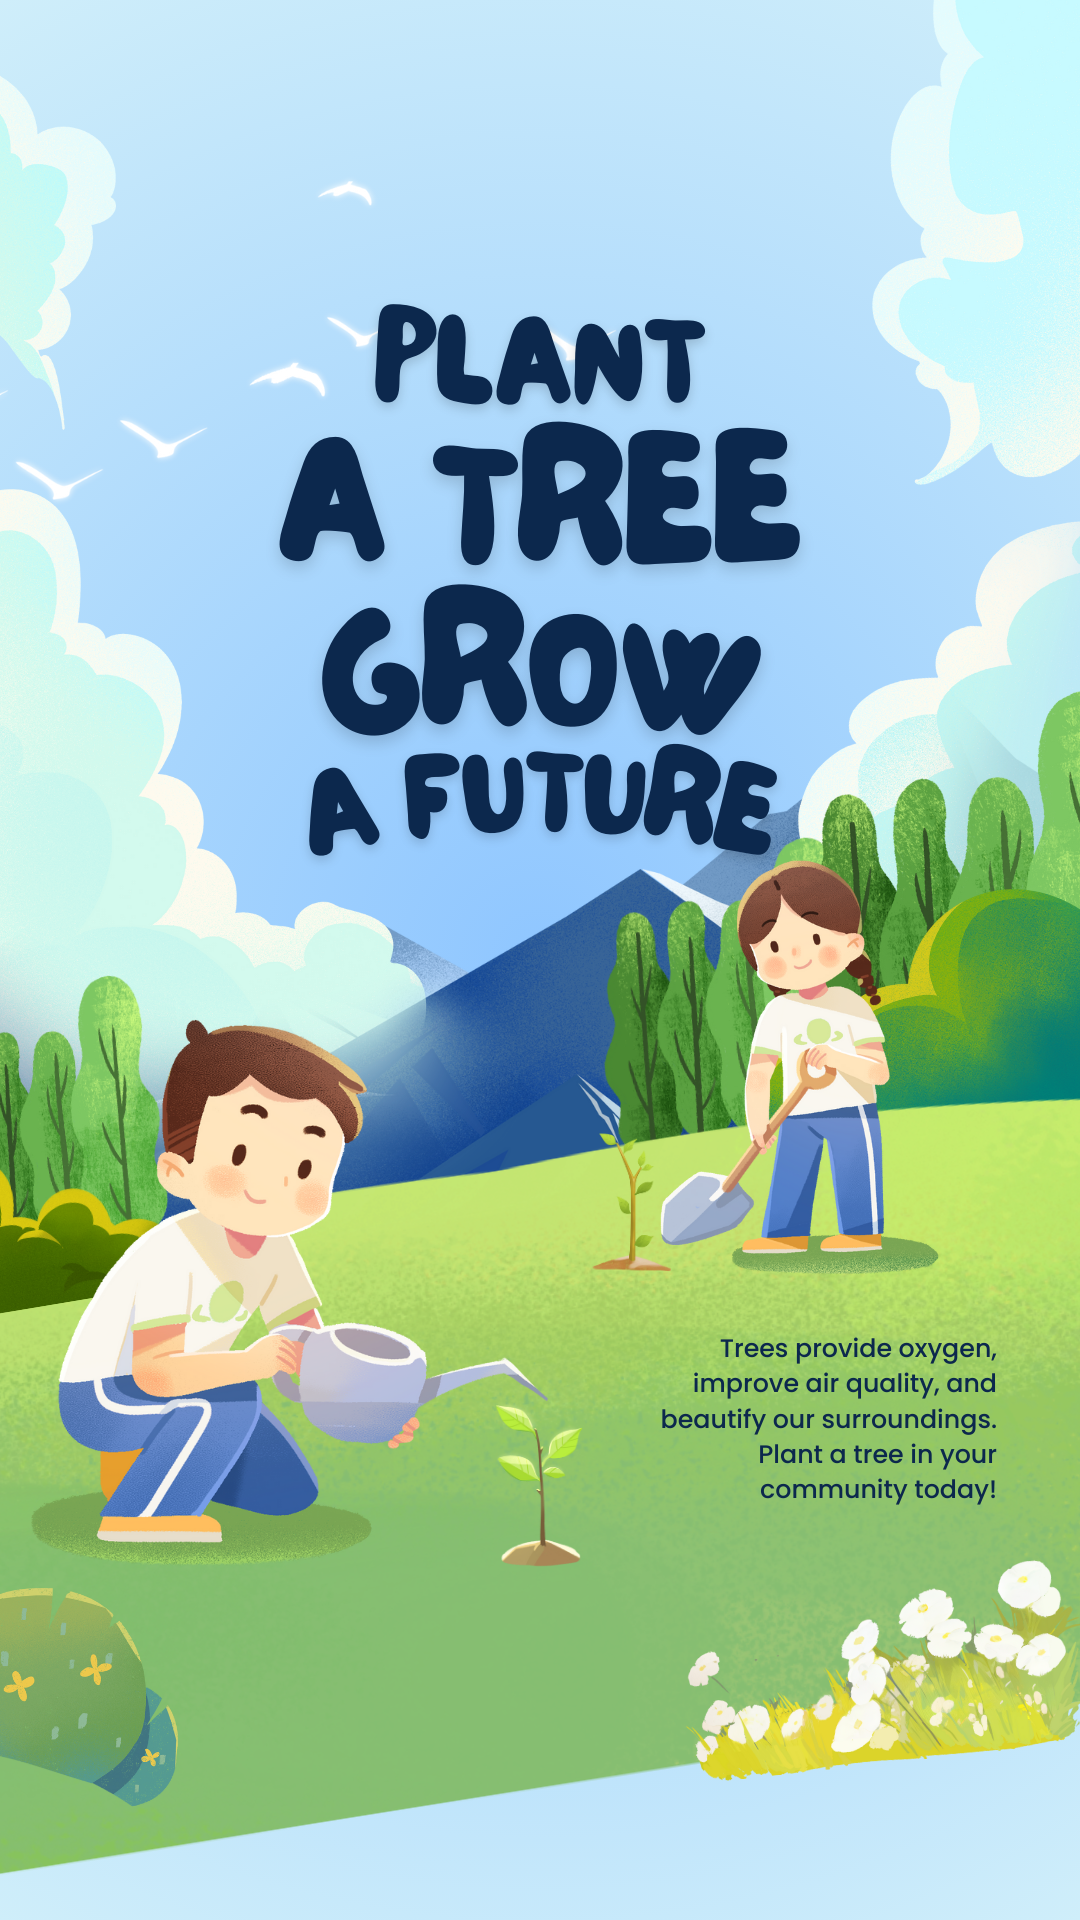 PLANT
A TREE
GROW
A FUTURE
Trees provide oxygen,
improve air quality, and
beautify our surroundings.
Plant a tree in your
community today!